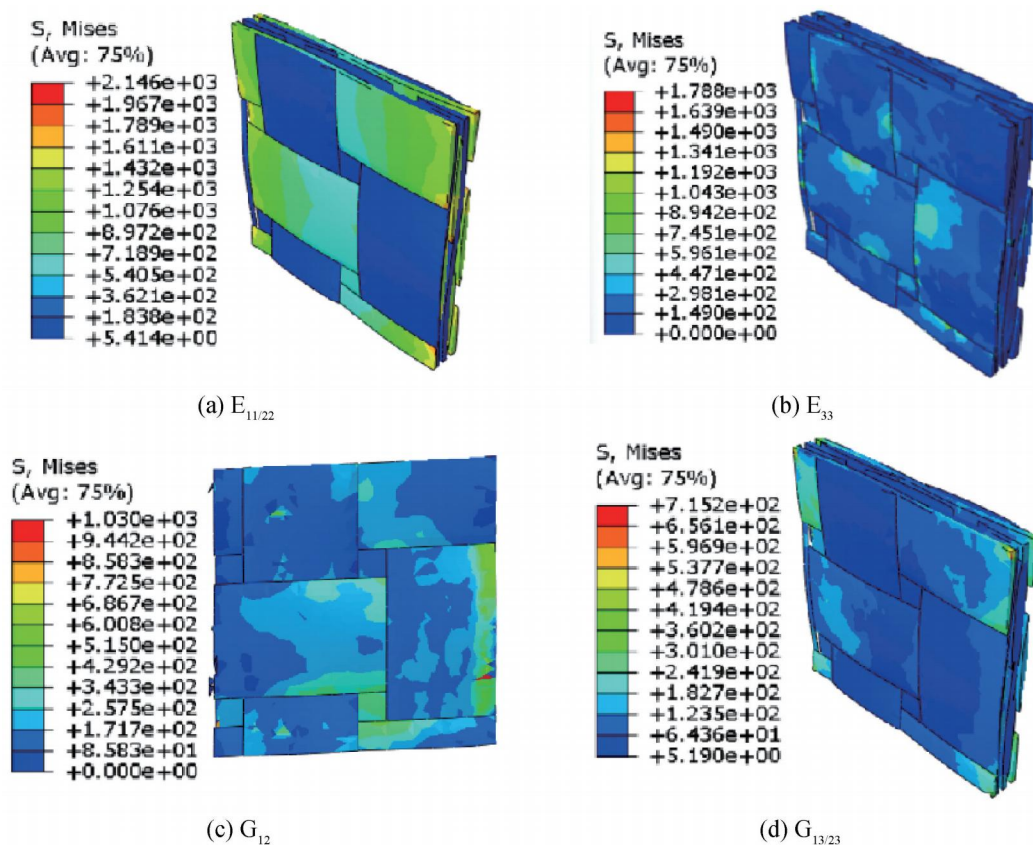 S, Mises
(Avg: 75%)
+2.146e+03
+1.967e+03
+1.789e+03
+1.611e+03
+1.432e+03
+1.254e+03
+1.076e+03
+8.972e+02
+7.189e+02
+5.405e+02
+3.621e+02
+1.838e+02
+5.414e+00
(a) E11/22
S, Mises
(Avg: 75%)
+1.788e+03
+1.639e+03
+1.490e+03
+1.341e+03
+1.192e+03
+1.043e+03
+8.942e+02
+7.451e+02
+5.961e+02
+4.471e+02
+2.981e+02
+1.490e+02
+0.000e+00
(b) E33
S, Mises
(Avg: 75%)
+1.030e+03
+9.442e+02
+8.583e+02
+7.725e+02
+6.867e+02
+6.008e+02
+5.150e+02
+4.292e+02
+3.433e+02
+2.575e+02
+1.717e+02
+8.583e+01
+0.000e+00
(c) G12
S, Mises
(Avg: 75%)
+7.152e+02
+6.561e+02
+5.969e+02
+5.377e+02
+4.786e+02
+4.194e+02
+3.602e+02
+3.010e+02
+2.419e+02
+1.827e+02
+1.235e+02
+6.436e+01
+5.190e+00
(d) G13/23